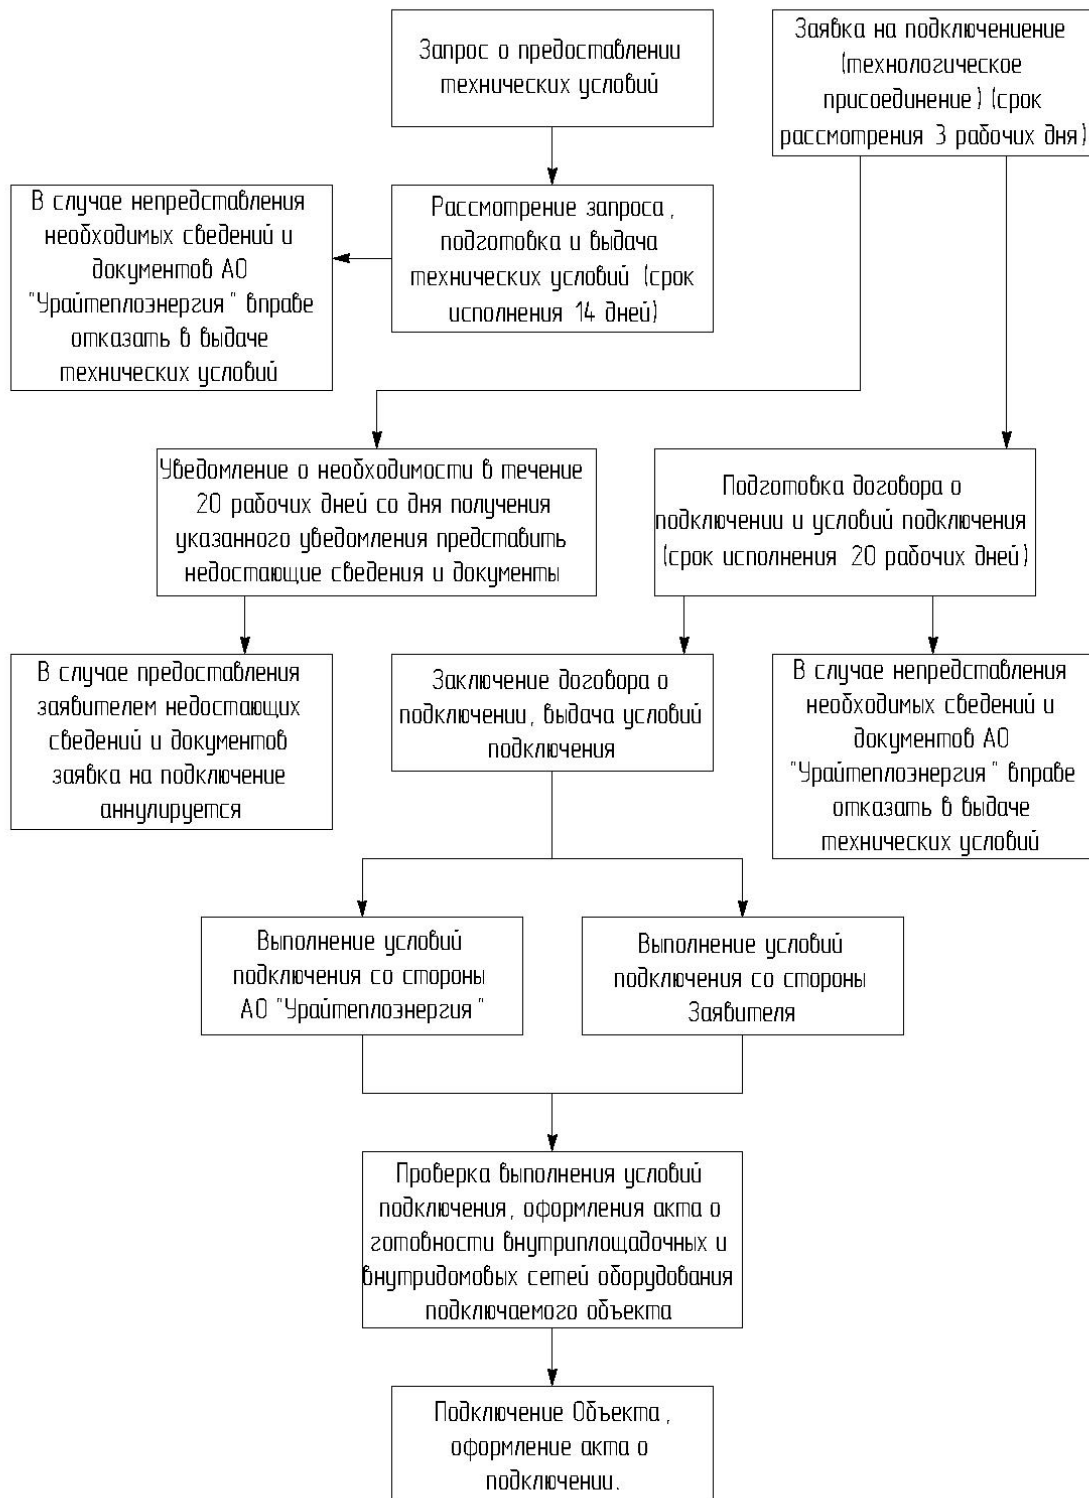 Запрос о предоставлении
технических условий
Заявка на подключениение
(технологическое
присоединение) (срок
рассмотрения 3 рабочих дня)
В случае непредставления
необходимых сведений и
документов АО
"Урайтеплоэнергия" вправе
отказать в выдаче
технических условий
Рассмотрение запроса,
подготовка и выдача
технических условий (срок
исполнения 14 дней)
Уведомление о необходимости в течение
20 рабочих дней со дня получения
указанного уведомления представить
недостающие сведения и документы
Подготовка договора о
подключении и условий подключения
(срок исполнения 20 рабочих дней)
В случае предоставления
заявителем недостающих
сведений и документов
заявка на подключение
аннулируется
Заключение договора о
подключении, выдача условий
подключения
В случае непредставления
необходимых сведений и
документов АО
"Урайтеплоэнергия" вправе
отказать в выдаче
технических условий
Выполнение условий
подключения со стороны
АО "Урайтеплоэнергия"
Выполнение условий
подключения со стороны
Заявителя
Проверка выполнения условий
подключения, оформления акта о
готовности внутриплощадочных и
внутридомовых сетей оборудования
подключаемого объекта
Подключение Объекта,
оформление акта о
подключении.